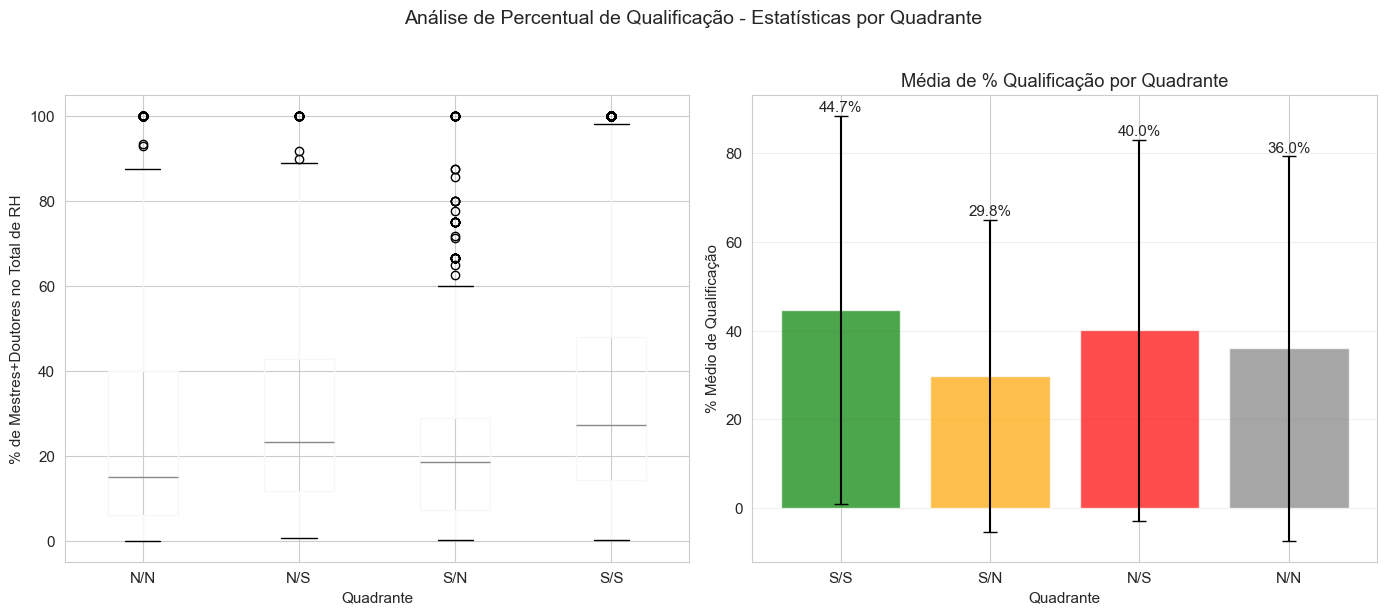 Análise de Percentual de Qualificação - Estatísticas por Quadrante
% de Mestres+Doutores no Total de RH
100
80
60
40
20
0
N/N N/S S/N S/S
Quadrante
Média de % Qualificação por Quadrante
% Médio de Qualificação
80
60
40
20
0
44.7%
29.8%
40.0%
36.0%
S/S S/N N/S N/N
Quadrante